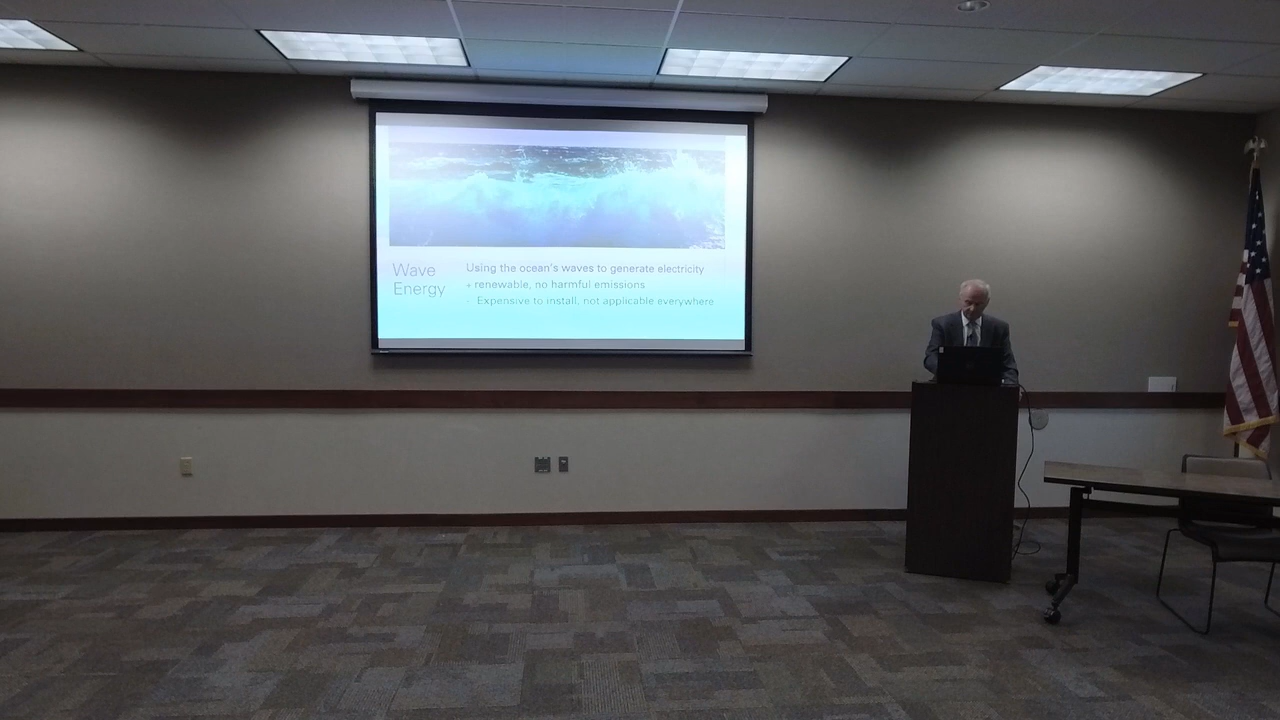 Wave
Energy
Using the ocean's waves to generate electricity
+ renewable, no harmful emissions
- Expensive to install, not applicable everywhere